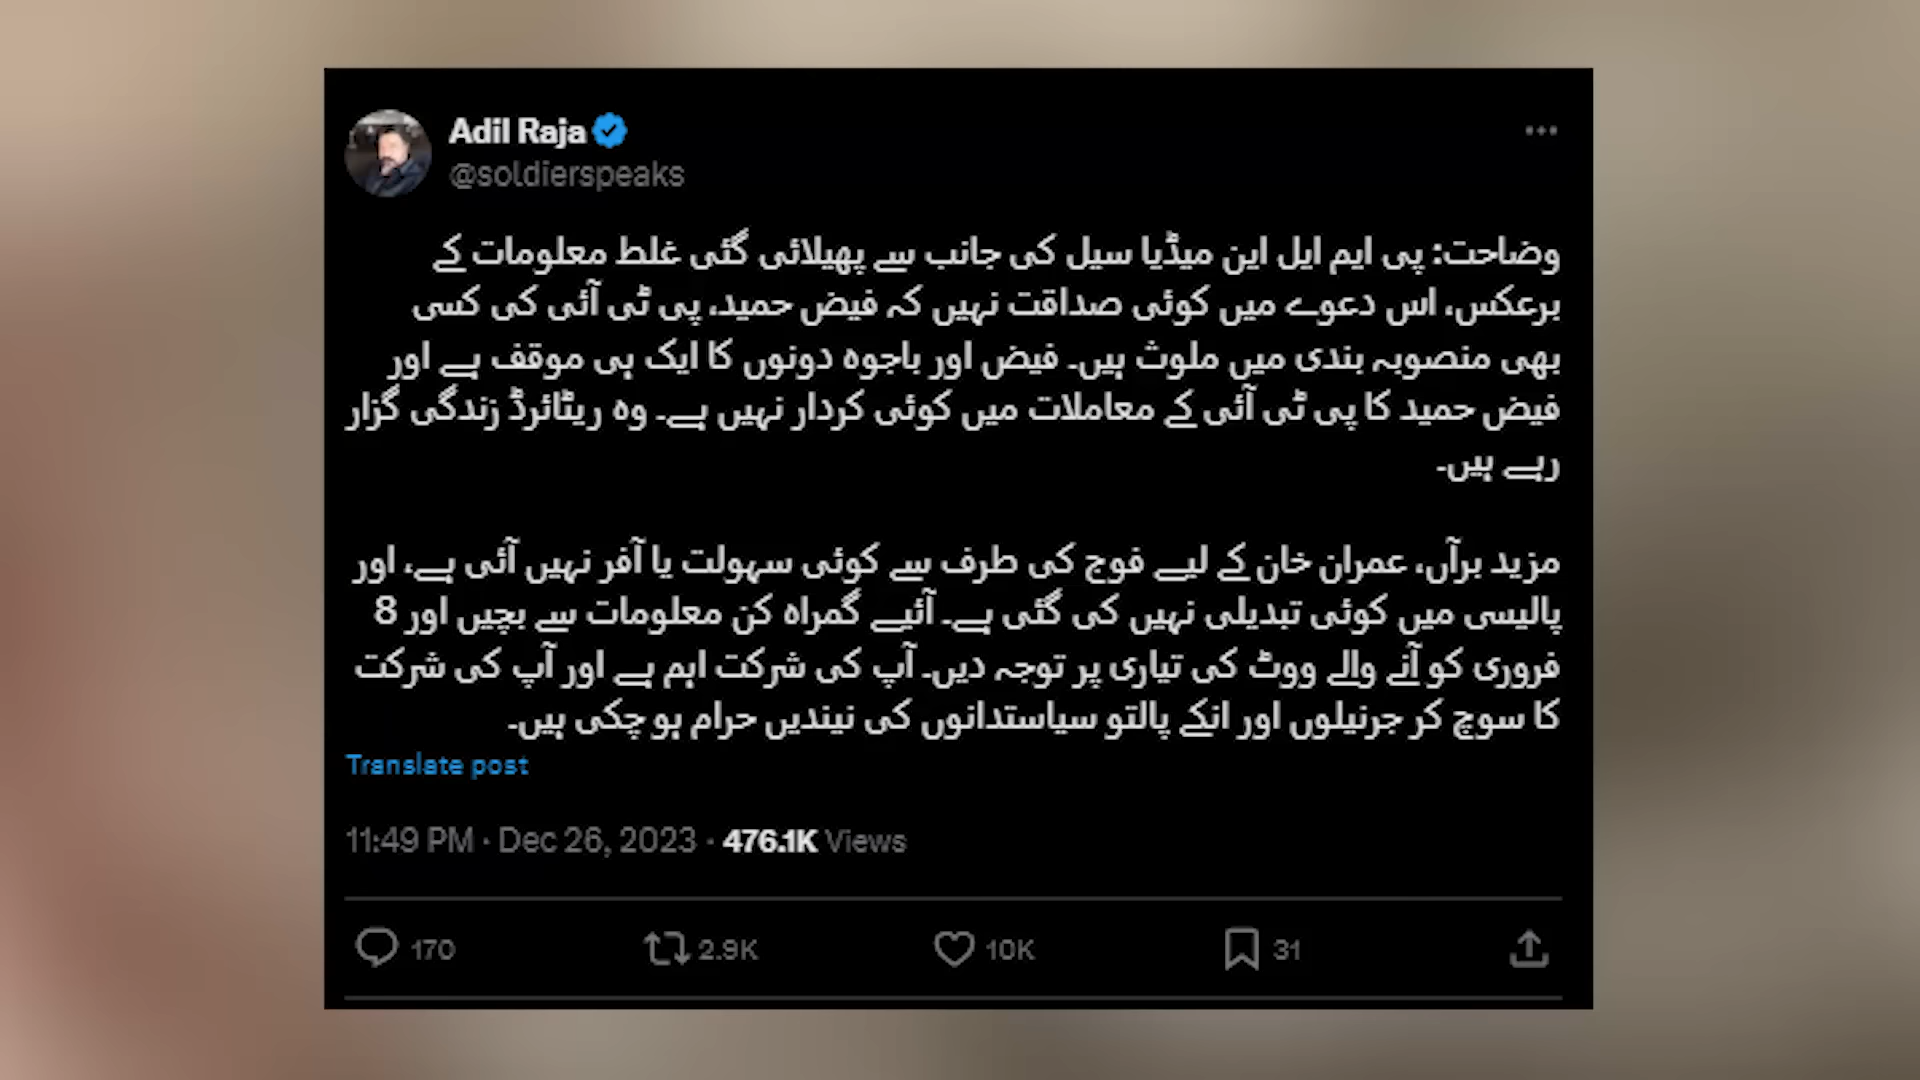 Adil Raja
@soldierspeaks
وضاحت: پی ایم ایل این میڈیا سیل کی جانب سے پھیلائی گئی غلط معلومات کے
برعکس، اس دعوے میں کوئی صداقت نہیں کہ فیض حمید، پی ٹی آئی کی کسی
بھی منصوبہ بندی میں ملوث ہیں۔ فیض اور باجوہ دونوں کا ایک ہی موقف ہے اور
فیض حمید کا پی ٹی آئی کے معاملات میں کوئی کردار نہیں ہے۔ وہ ریٹائرڈ زندگی گزار
رہے ہیں۔
مزید برآں، عمران خان کے لیے فوج کی طرف سے کوئی سہولت یا آفر نہیں آئی ہے، اور
پالیسی میں کوئی تبدیلی نہیں کی گئی ہے۔ آئیے گمراہ کن معلومات سے بچیں اور 8
فروری کو آنے والے ووٹ کی تیاری پر توجہ دیں۔ آپ کی شرکت اہم ہے اور آپ کی شرکت
کا سوچ کر جرنیلوں اور انکے پالتو سیاستدانوں کی نیندیں حرام ہو چکی ہیں۔
Translate post
11:49 PM · Dec 26, 2023 · 476.1K Views
170 2.9K 10K 31